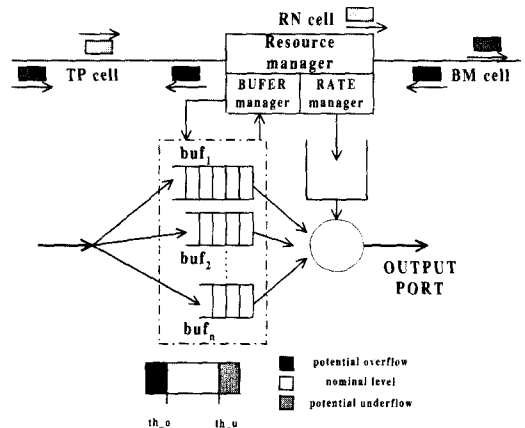 RN cell
Resource
manager
TP cell
BM cell
BUFER
manager
RATE
manager
buf1
buf2
bufn
OUTPUT
PORT
potential overflow
nominal level
potential underflow
th_o
th_u